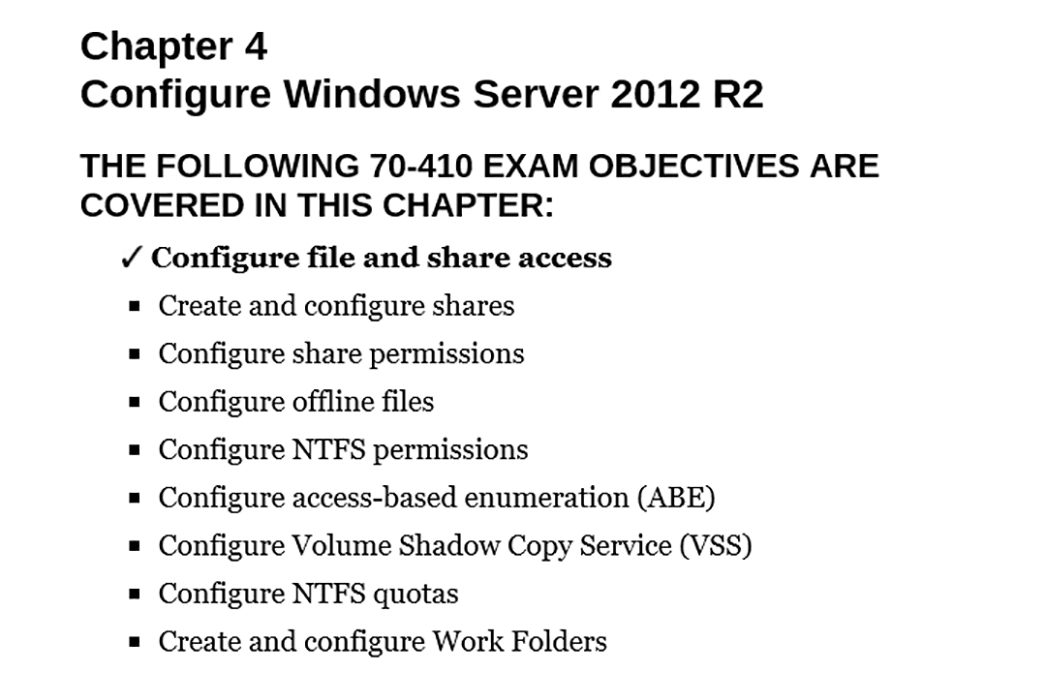 Chapter 4
Configure Windows Server 2012 R2
THE FOLLOWING 70-410 EXAM OBJECTIVES ARE
COVERED IN THIS CHAPTER:
✓ Configure file and share access
▪ Create and configure shares
▪ Configure share permissions
▪ Configure offline files
▪ Configure NTFS permissions
▪ Configure access-based enumeration (ABE)
▪ Configure Volume Shadow Copy Service (VSS)
▪ Configure NTFS quotas
▪ Create and configure Work Folders